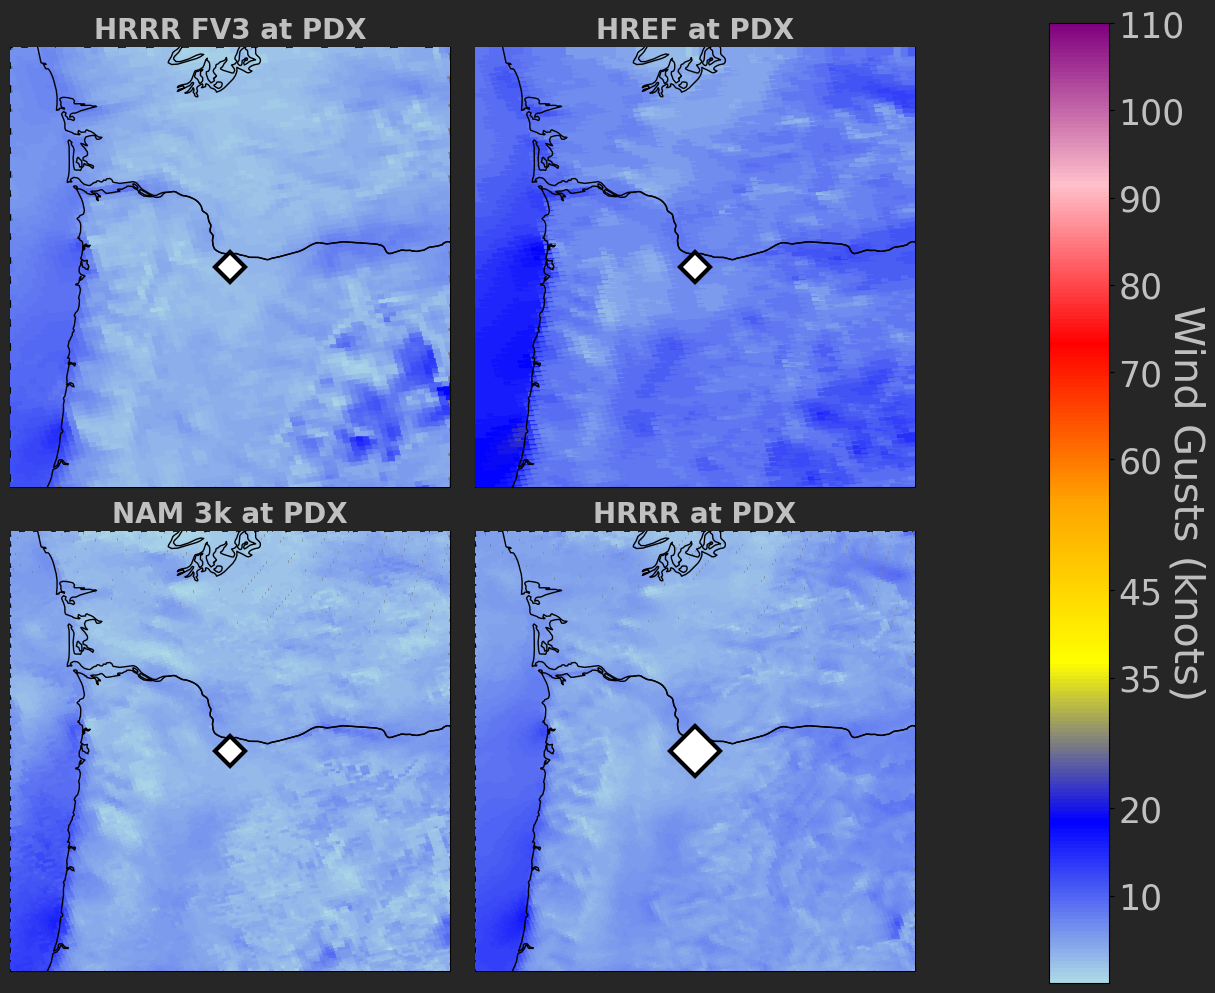 HRRR FV3 at PDX
HREF at PDX
NAM 3k at PDX
HRRR at PDX
110
100
90
80
70
60
45
35
20
10
Wind Gusts (knots)